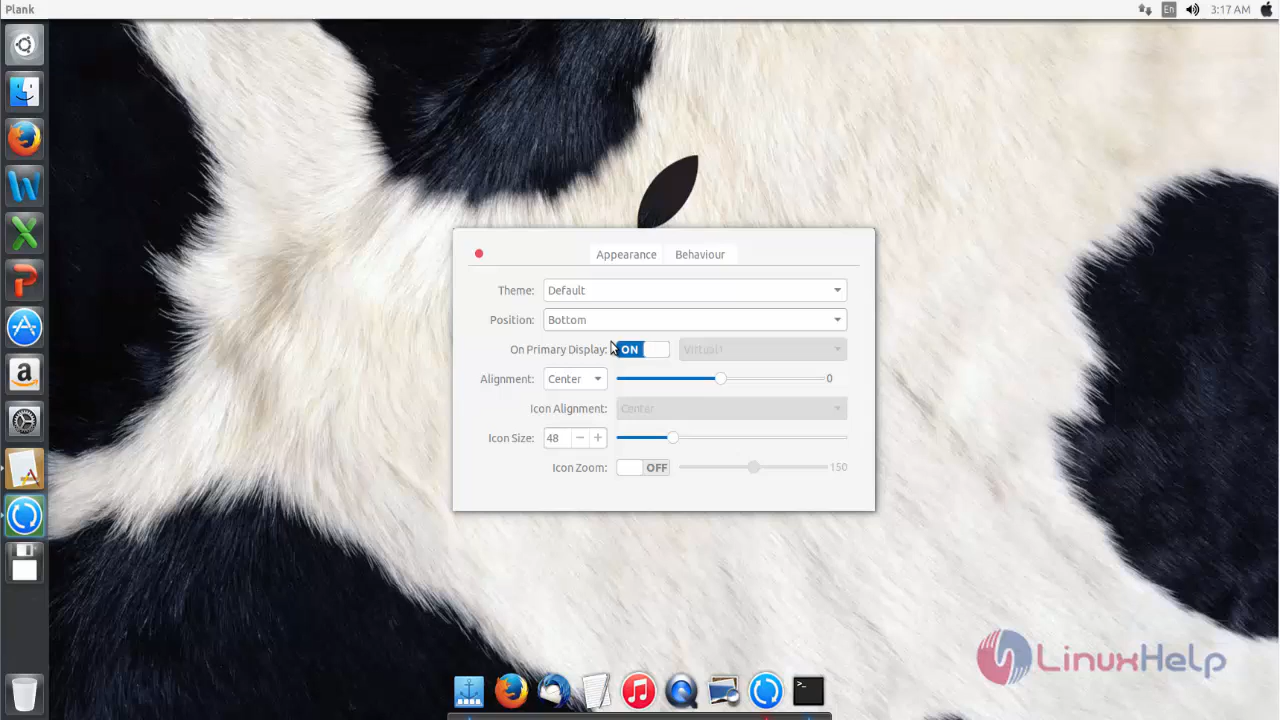 Plank
En
3:17 AM
Appearance
Behaviour
Theme: Default
Position: Bottom
On Primary Display: ON Virtual1
Alignment: Center 0
Icon Alignment: Center
Icon Size: 48 − +
Icon Zoom: OFF 150
LinuxHelp